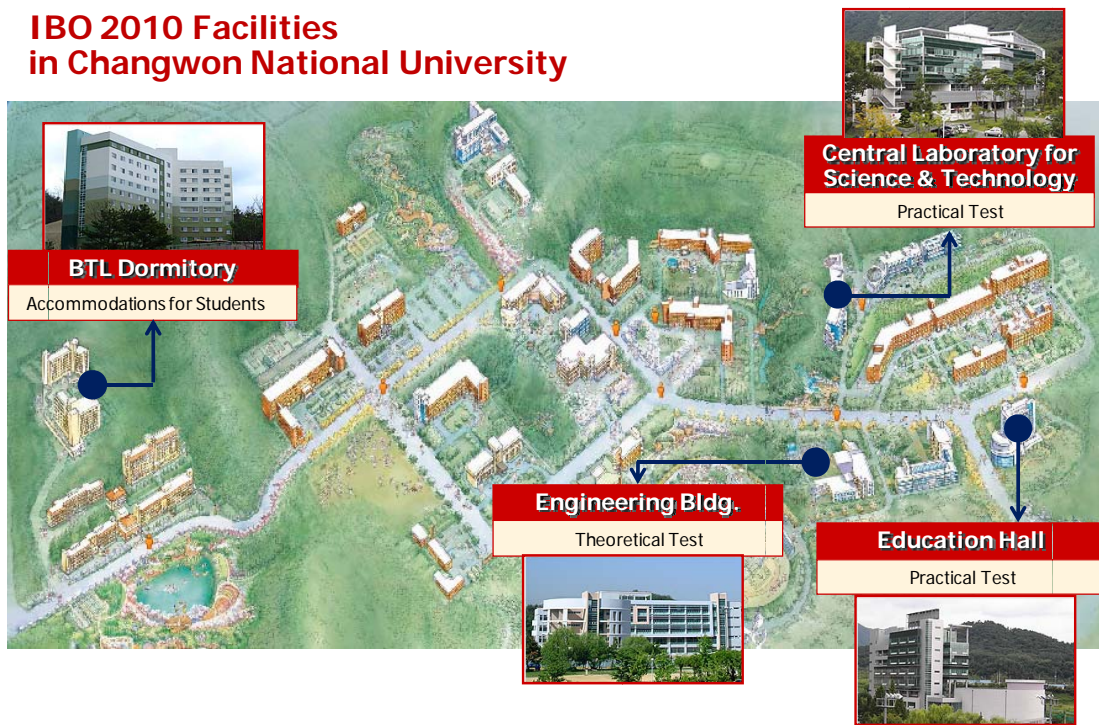 IBO 2010 Facilities
in Changwon National University
Central Laboratory for
Science & Technology
Practical Test
BTL Dormitory
Accommodations for Students
Engineering Bldg.
Theoretical Test
Education Hall
Practical Test